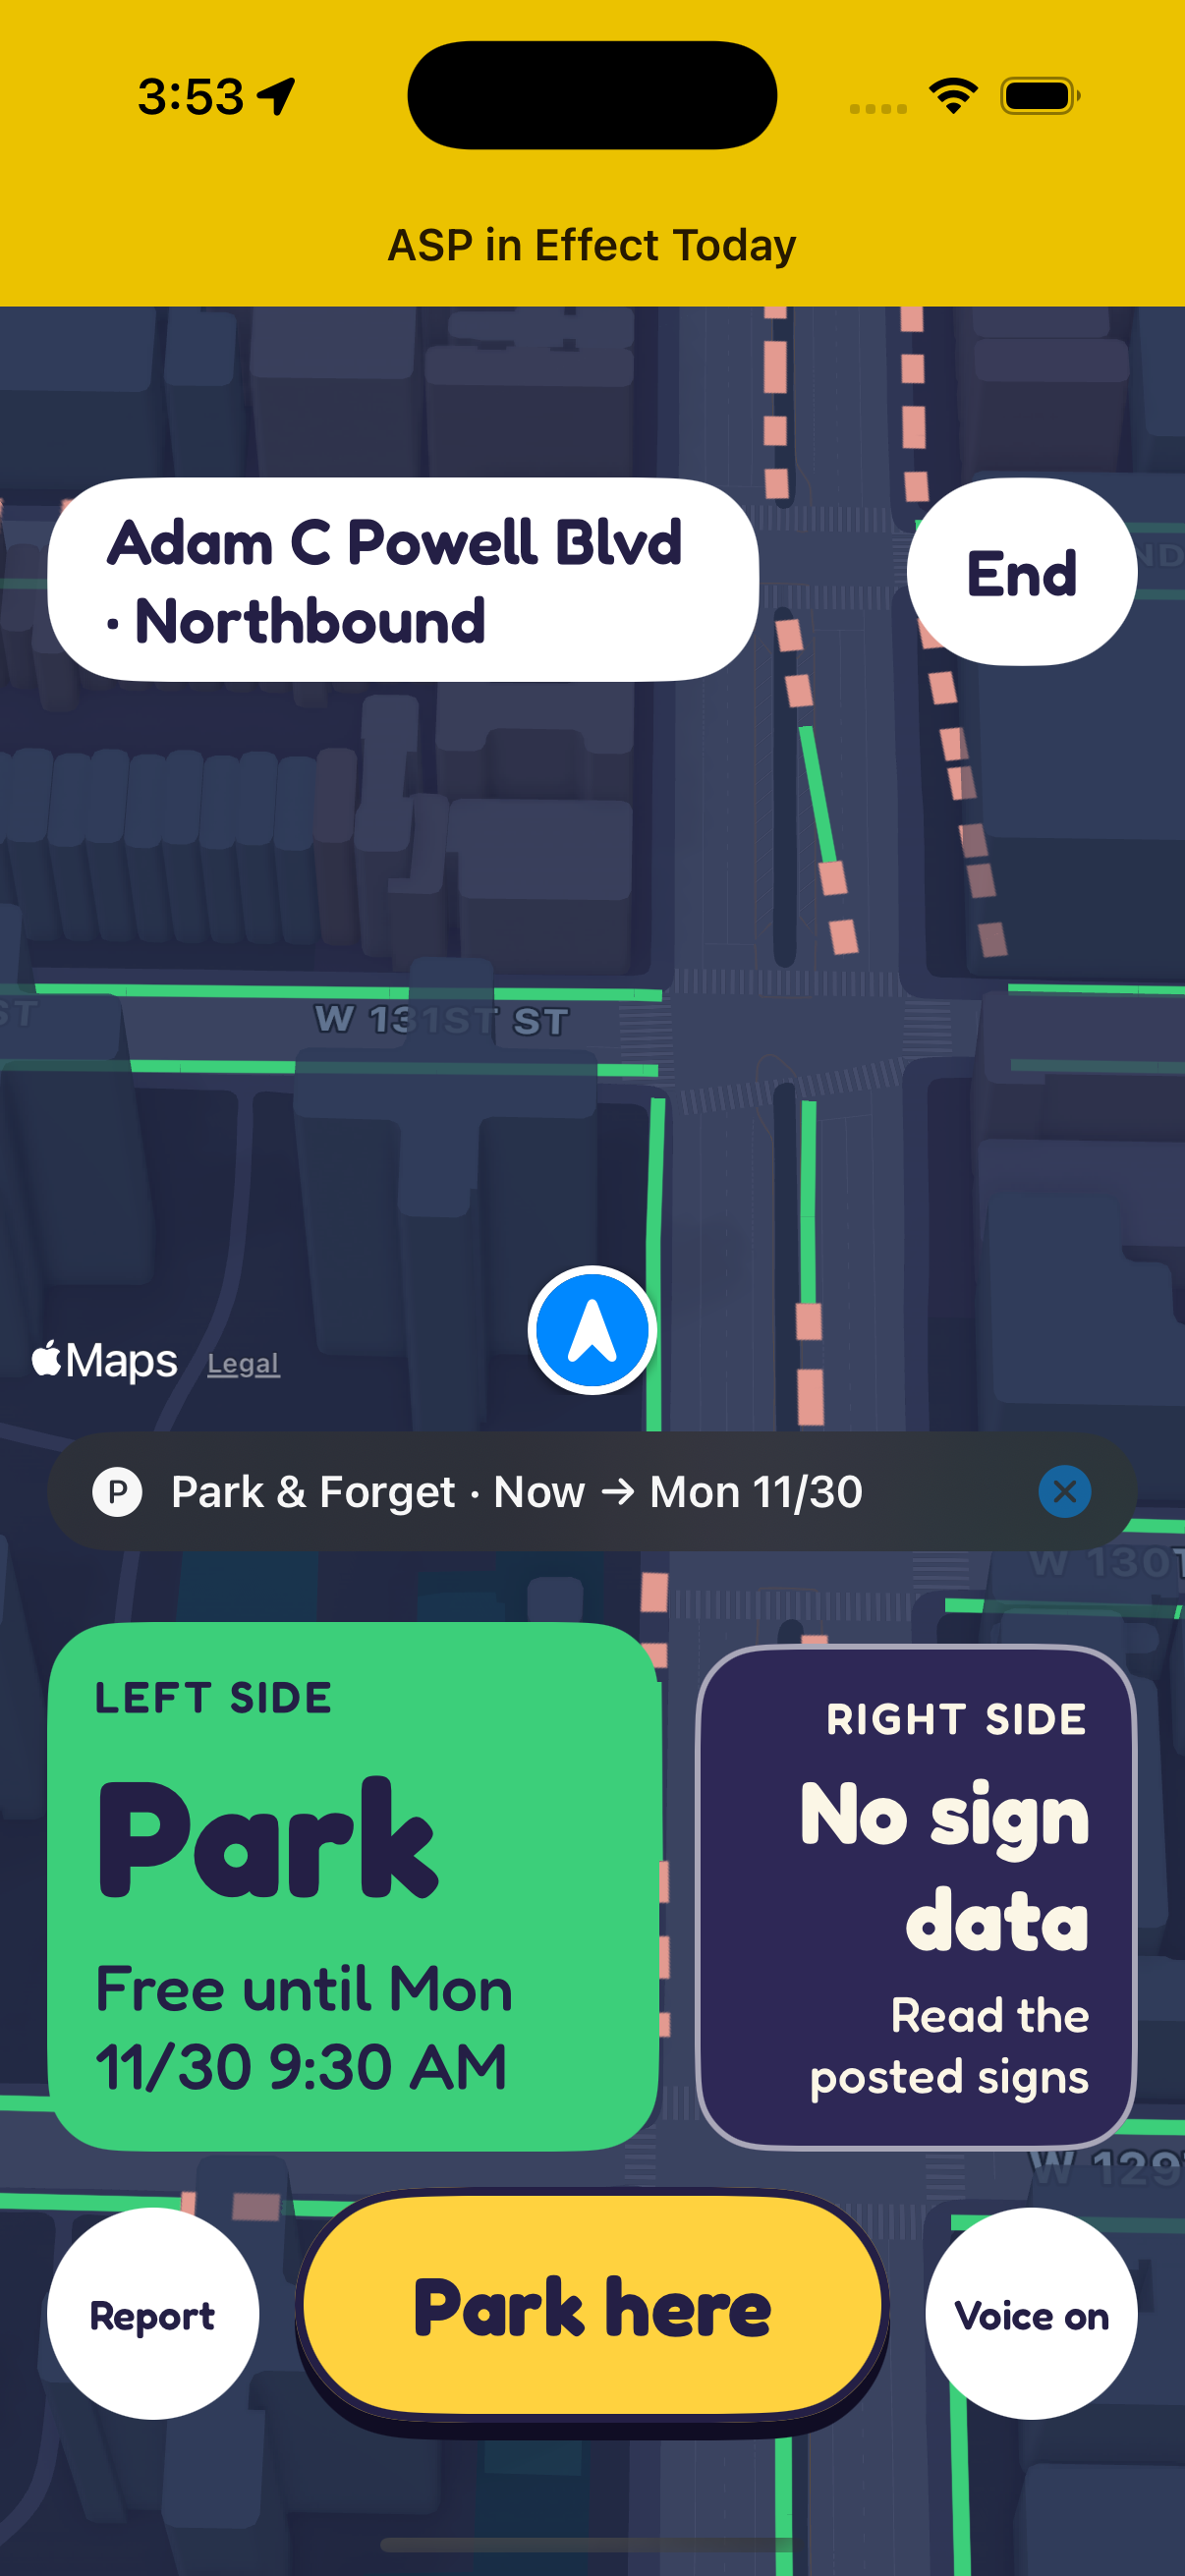 3:53
ASP in Effect Today
Adam C Powell Blvd
· Northbound
End
W 131ST ST
Maps
Legal
P Park & Forget · Now → Mon 11/30
W 130
LEFT SIDE
Park
Free until Mon
11/30 9:30 AM
RIGHT SIDE
No sign
data
Read the
posted signs
W 129
Report
Park here
Voice on